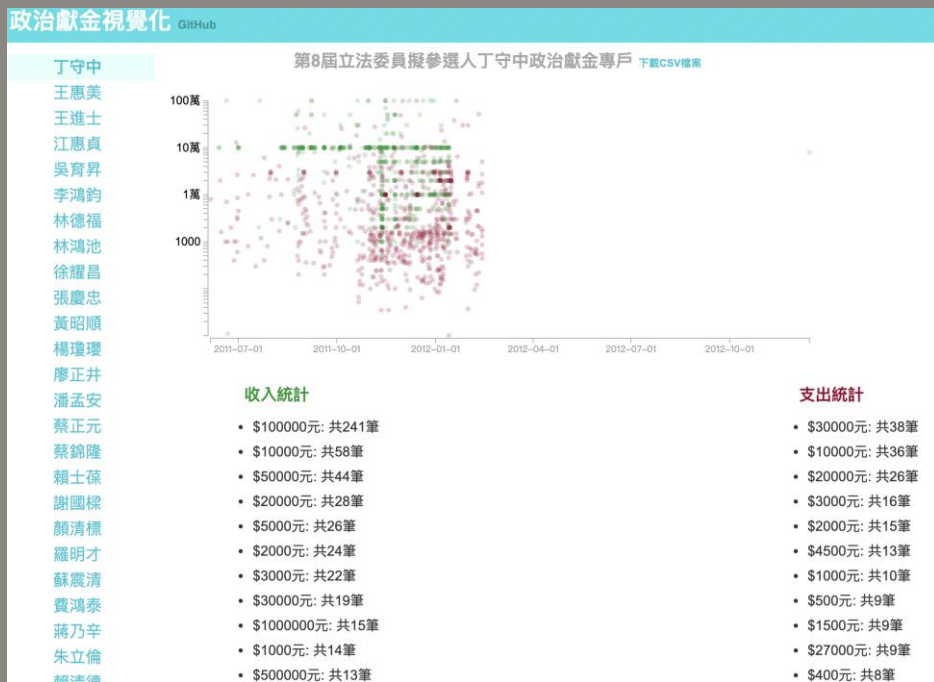 政治獻金視覺化 GitHub
丁守中
王惠美
王進士
江惠貞
吳育昇
李鴻鈞
林德福
林鴻池
徐耀昌
張慶忠
黃昭順
楊瓊瓔
廖正井
潘孟安
蔡正元
蔡錦隆
賴士葆
謝國樑
顏清標
羅明才
蘇震清
費鴻泰
蔣乃辛
朱立倫
第8屆立法委員擬參選人丁守中政治獻金專戶 下載CSV檔案
100萬
10萬
1萬
1000
2011-07-01 2011-10-01 2012-01-01 2012-04-01 2012-07-01 2012-10-01
收入統計
$100000元: 共241筆
$10000元: 共58筆
$50000元: 共44筆
$20000元: 共28筆
$5000元: 共26筆
$2000元: 共24筆
$3000元: 共22筆
$30000元: 共19筆
$1000000元: 共15筆
$1000元: 共14筆
$500000元: 共13筆
支出統計
$30000元: 共38筆
$10000元: 共36筆
$20000元: 共26筆
$3000元: 共16筆
$2000元: 共15筆
$4500元: 共13筆
$1000元: 共10筆
$500元: 共9筆
$1500元: 共9筆
$27000元: 共9筆
$400元: 共8筆